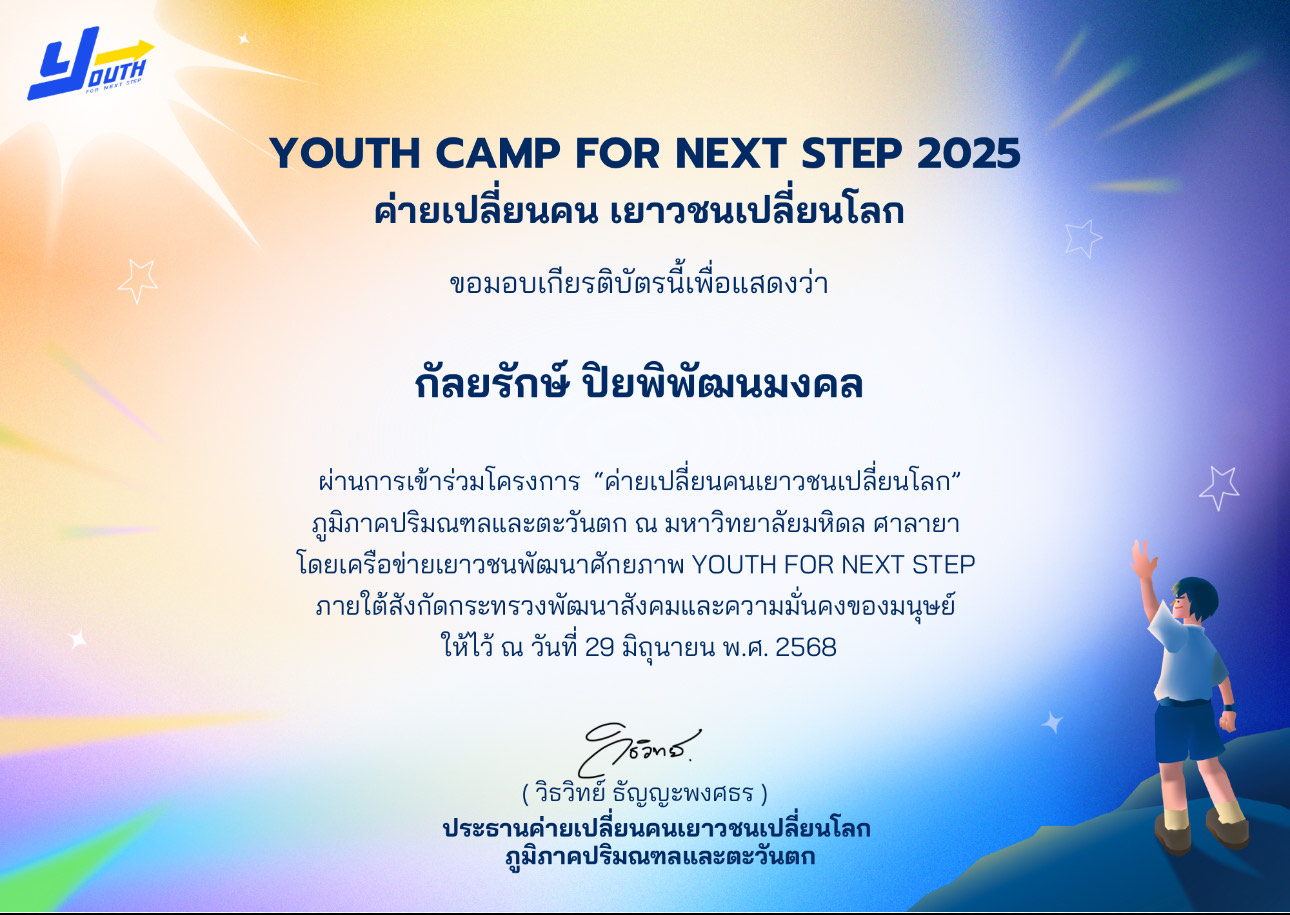 YOUTH
FOR NEXT STEP
YOUTH CAMP FOR NEXT STEP 2025
ค่ายเปลี่ยนคน เยาวชนเปลี่ยนโลก
ขอมอบเกียรติบัตรนี้เพื่อแสดงว่า
กัลยรักษ์ ปิยพิพัฒนมงคล
ผ่านการเข้าร่วมโครงการ “ค่ายเปลี่ยนคนเยาวชนเปลี่ยนโลก”
ภูมิภาคปริมณฑลและตะวันตก ณ มหาวิทยาลัยมหิดล ศาลายา
โดยเครือข่ายเยาวชนพัฒนาศักยภาพ YOUTH FOR NEXT STEP
ภายใต้สังกัดกระทรวงพัฒนาสังคมและความมั่นคงของมนุษย์
ให้ไว้ ณ วันที่ 29 มิถุนายน พ.ศ. 2568
( วิธวิทย์ ธัญญะพงศธร )
ประธานค่ายเปลี่ยนคนเยาวชนเปลี่ยนโลก
ภูมิภาคปริมณฑลและตะวันตก